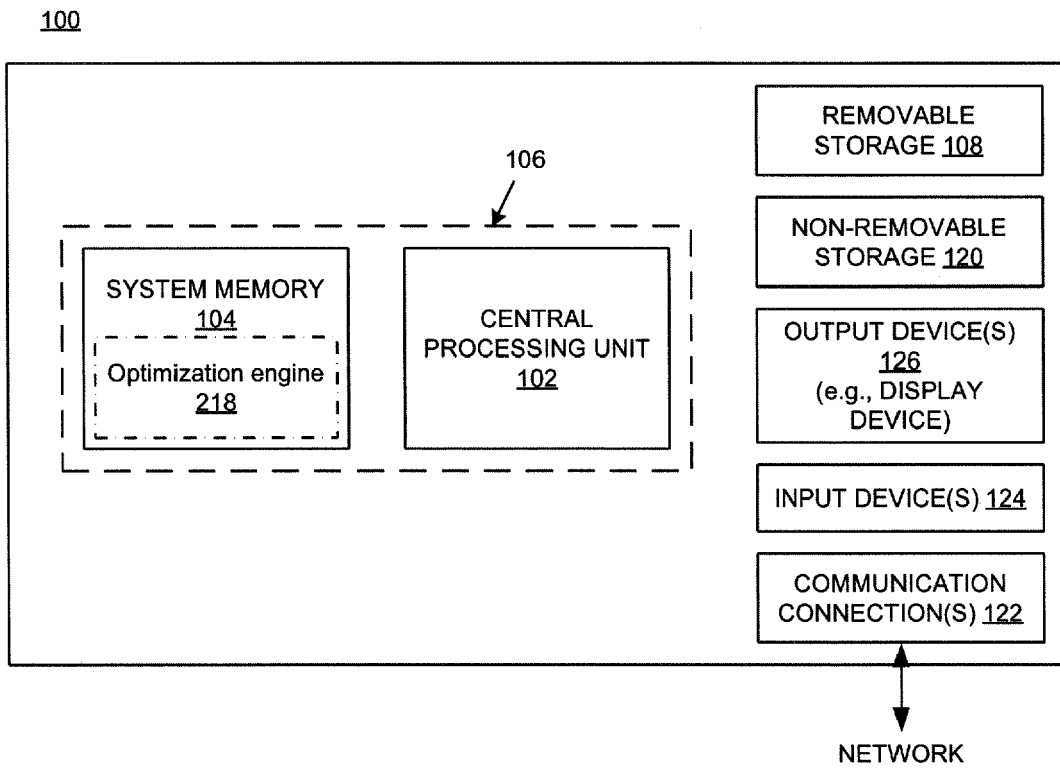 100
106
SYSTEM MEMORY
104
Optimization engine
218
CENTRAL
PROCESSING UNIT
102
REMOVABLE
STORAGE 108
NON-REMOVABLE
STORAGE 120
OUTPUT DEVICE(S)
126
(e.g., DISPLAY
DEVICE)
INPUT DEVICE(S) 124
COMMUNICATION
CONNECTION(S) 122
NETWORK